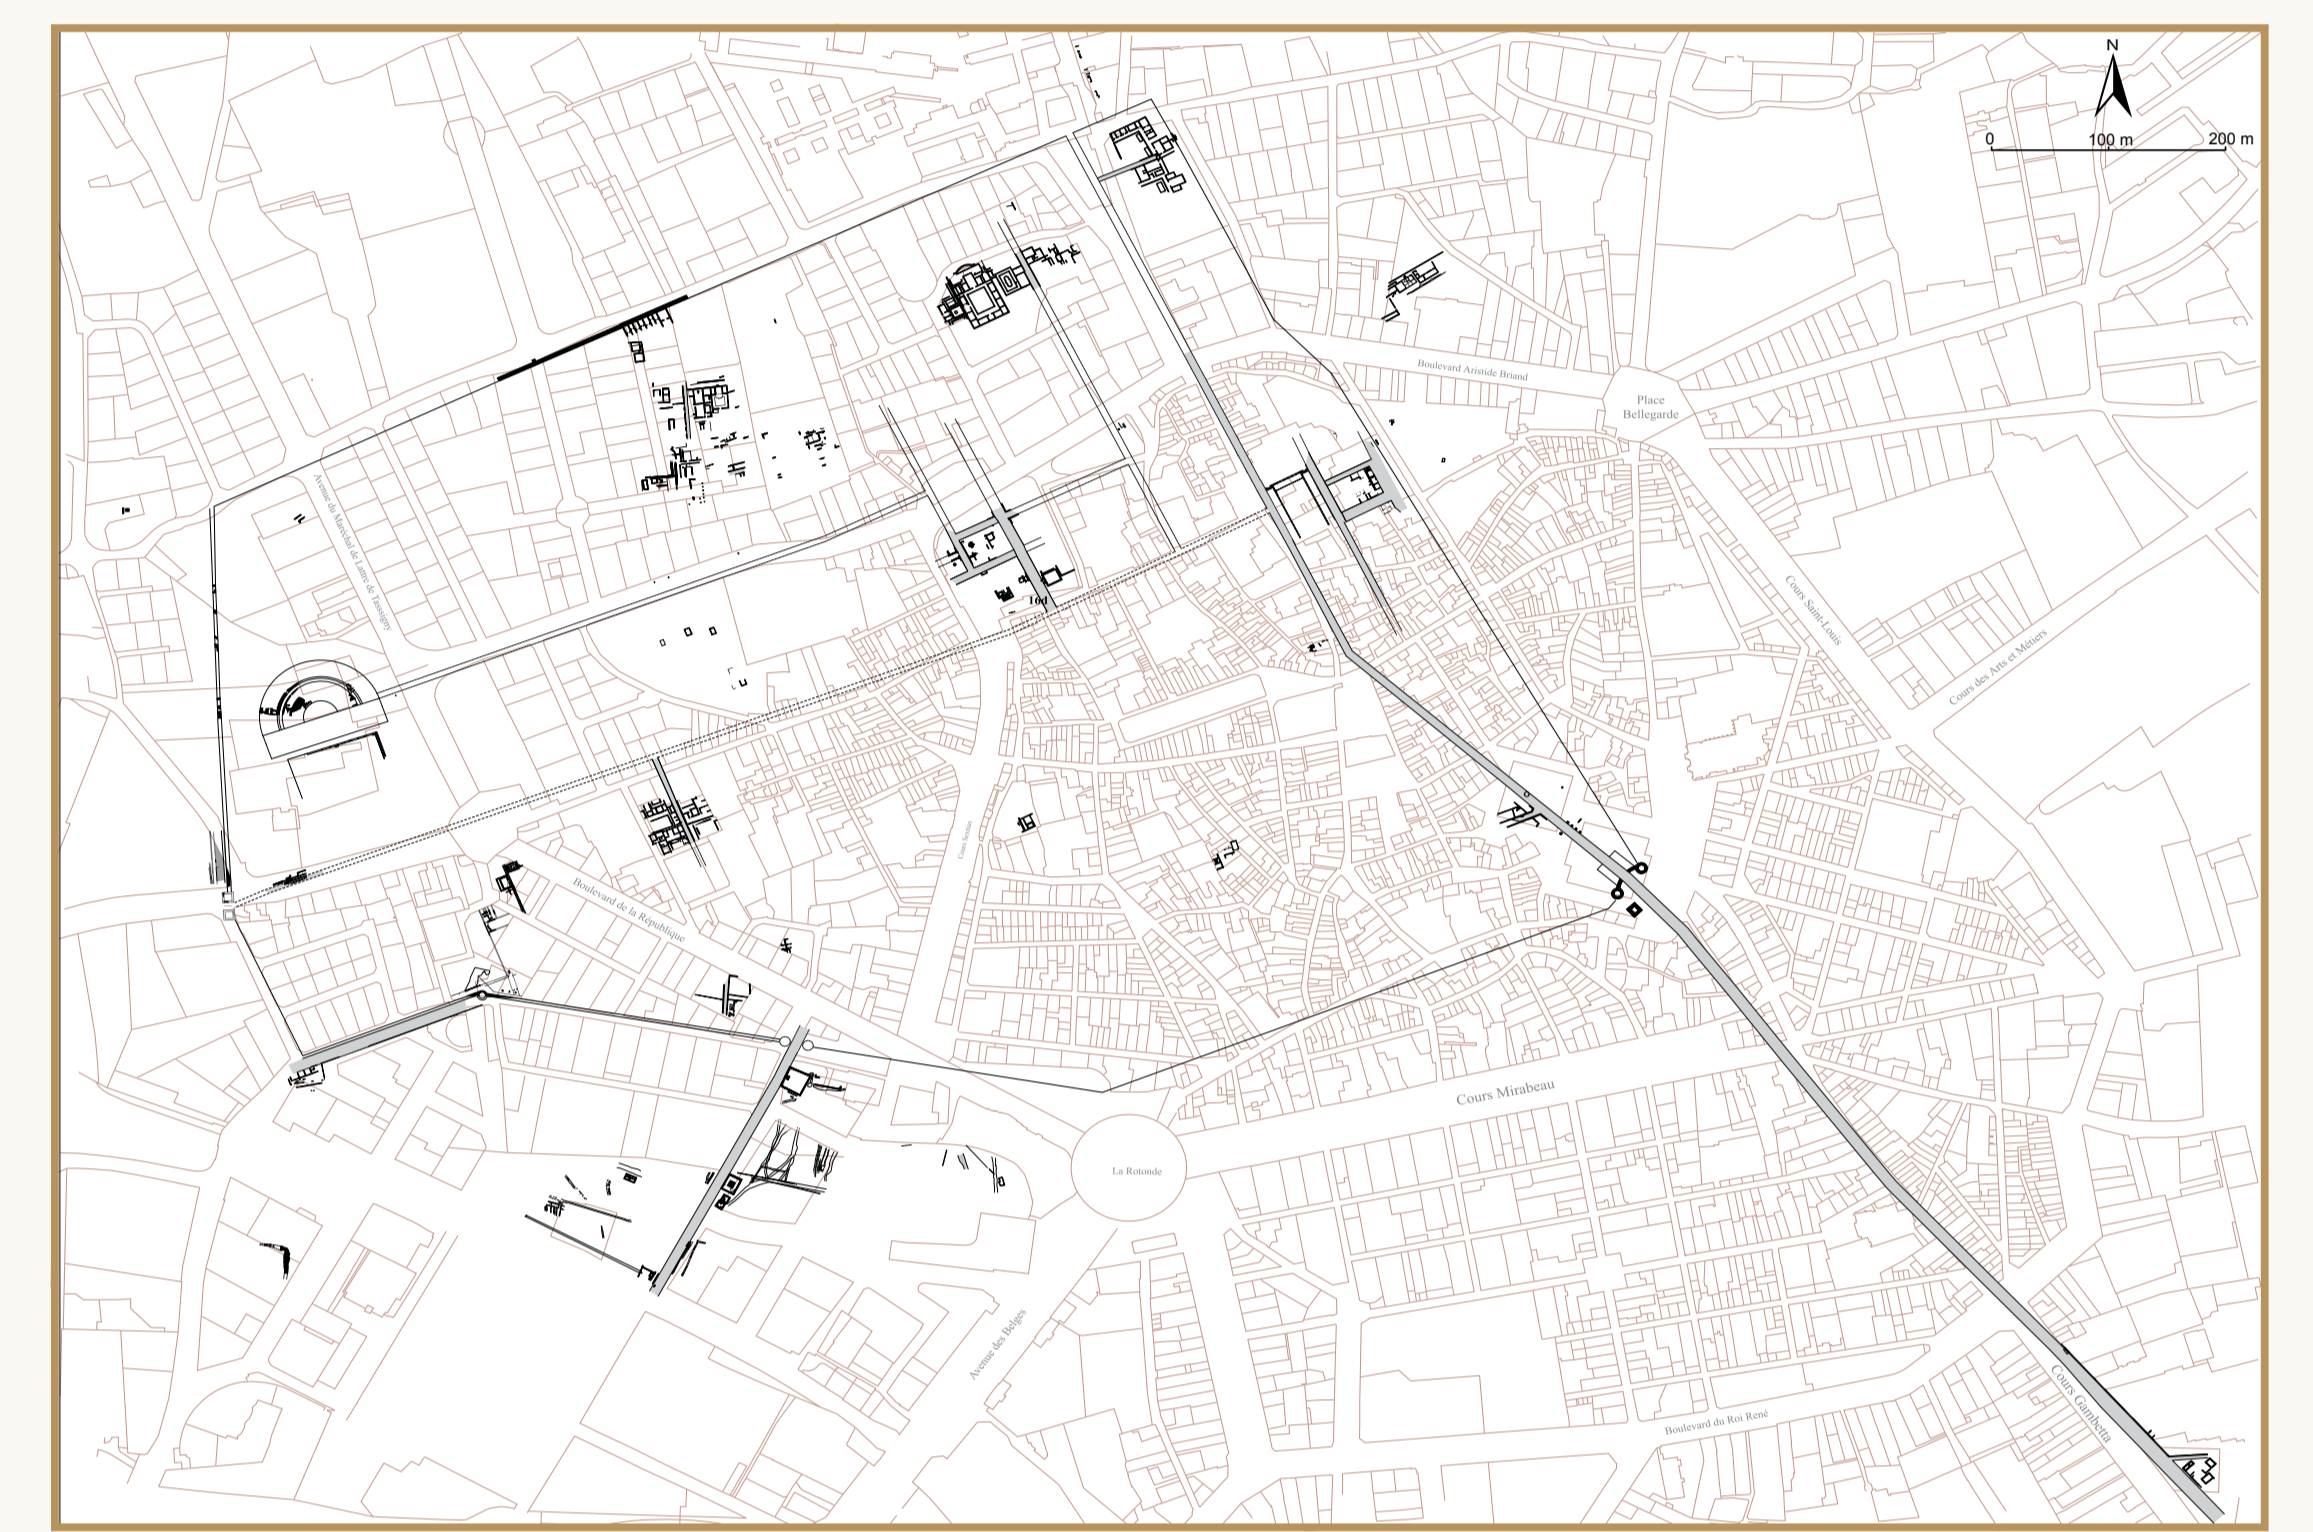 N
0 100 m 200 m
Boulevard Aristide Briand
Place
Bellegarde
Avenue du Maréchal de Lattre de Tassigny
16d
Cours Saint-Louis
Cours des Arts et Métiers
Cours Sextius
Boulevard de la République
Cours Mirabeau
La Rotonde
Avenue des Belges
Cours Gambetta
Boulevard du Roi René